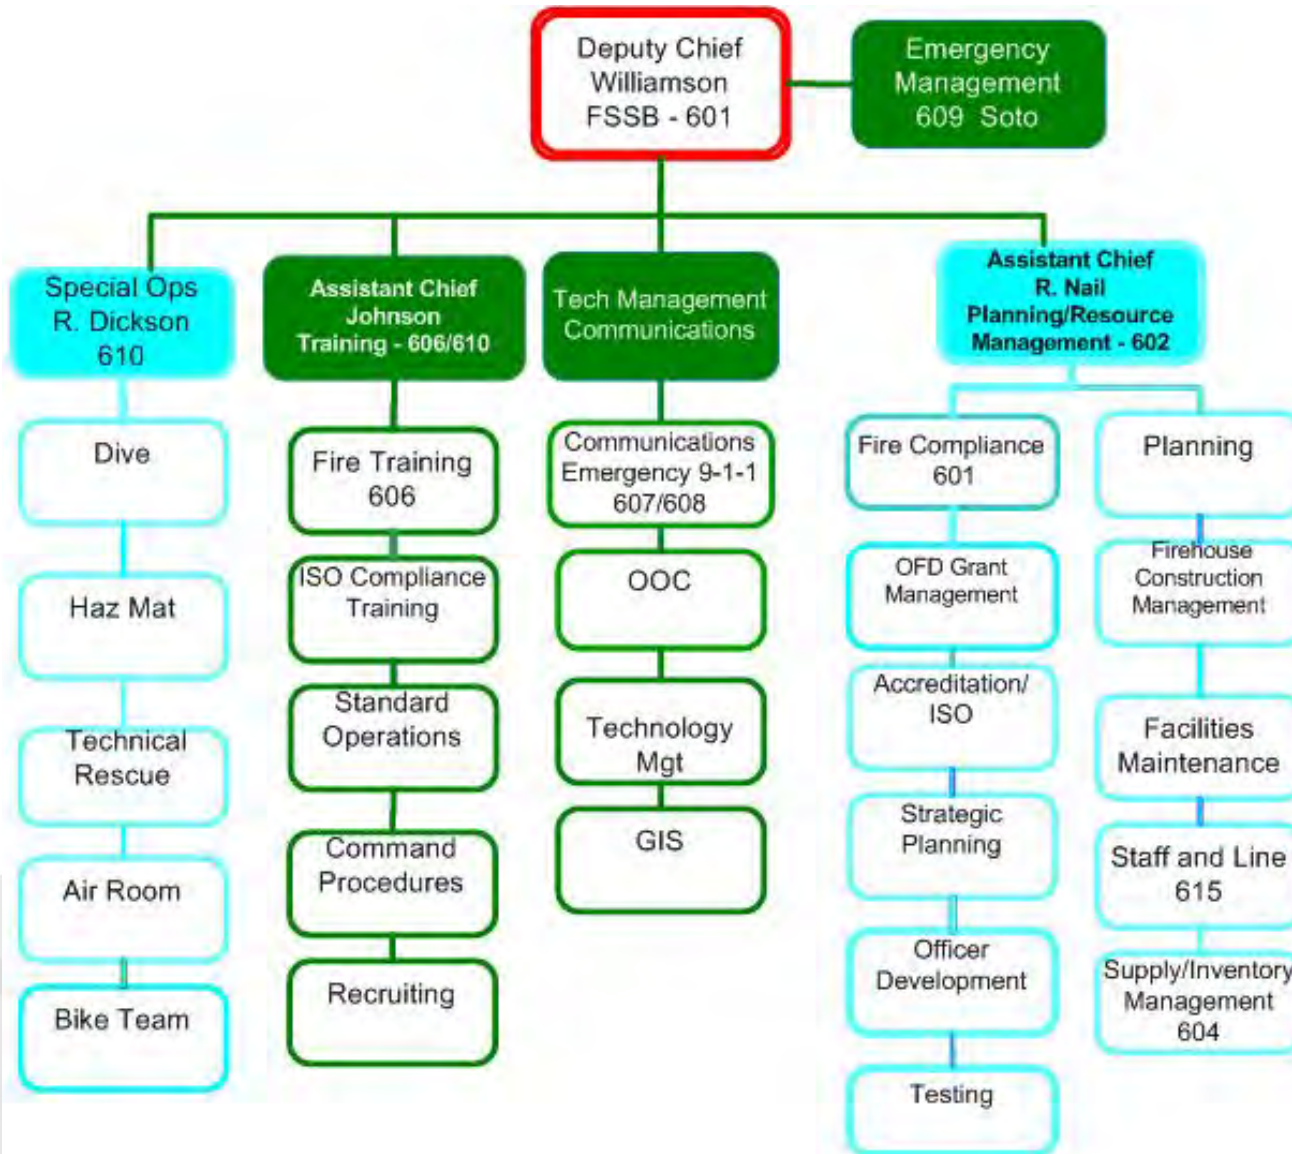 Deputy Chief
Williamson
FSSB - 601
Emergency
Management
609 Soto
Special Ops
R. Dickson
610
Dive
Haz Mat
Technical
Rescue
Air Room
Bike Team
Assistant Chief
Johnson
Training - 606/610
Fire Training
606
ISO Compliance
Training
Standard
Operations
Command
Procedures
Recruiting
Tech Management
Communications
Communications
Emergency 9-1-1
607/608
OOC
Technology
Mgt
GIS
Assistant Chief
R. Nail
Planning/Resource
Management - 602
Fire Compliance
601
OFD Grant
Management
Accreditation/
ISO
Strategic
Planning
Officer
Development
Testing
Planning
Firehouse
Construction
Management
Facilities
Maintenance
Staff and Line
615
Supply/Inventory
Management
604